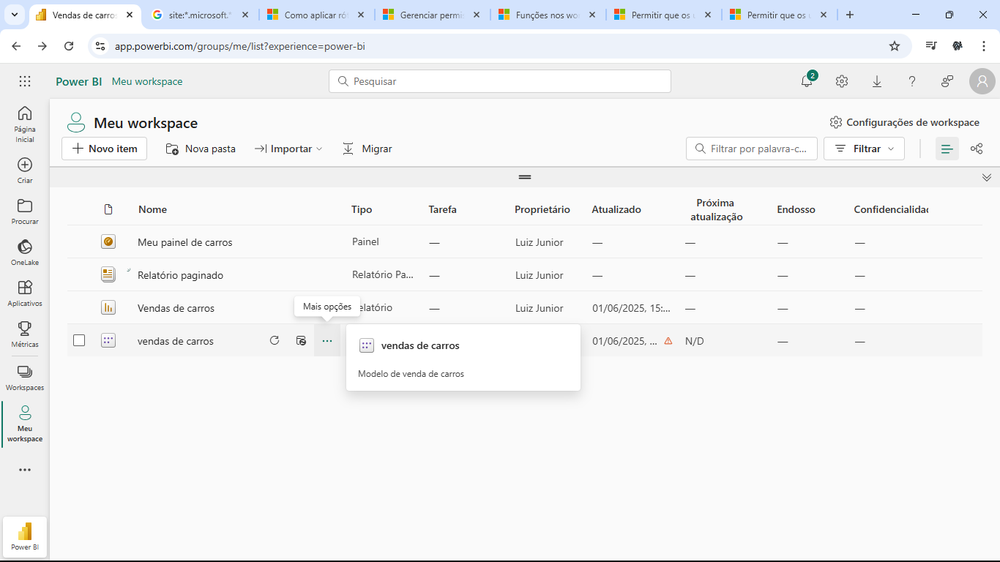 Vendas de carros
site:*.microsoft.*
Como aplicar ró
Gerenciar permis
Funções nos wo
Permitir que os u
Permitir que os u
app.powerbi.com/groups/me/list?experience=power-bi
Power BI Meu workspace
Pesquisar
2
Página
Inicial
Criar
Procurar
OneLake
Aplicativos
Métricas
Workspaces
Meu
workspace
Power BI
Meu workspace
Configurações de workspace
Novo item Nova pasta Importar Migrar
Filtrar por palavra-c... Filtrar
Nome Tipo Tarefa Proprietário Atualizado Próxima atualização Endosso Confidencialidad
Meu painel de carros Painel — Luiz Junior — — — —
Relatório paginado Relatório Pa... — Luiz Junior — — — —
Vendas de carros elatório — Luiz Junior 01/06/2025, 15:... — — —
Mais opções
vendas de carros 01/06/2025, ... N/D — —
vendas de carros
Modelo de venda de carros